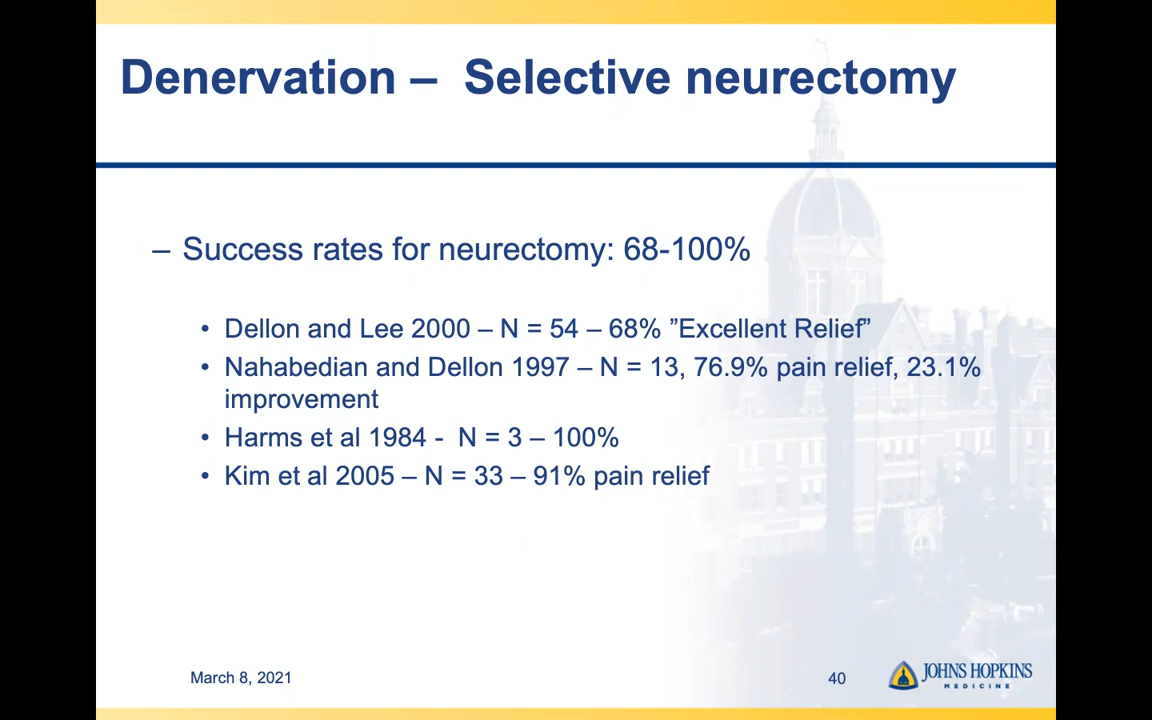 Denervation – Selective neurectomy
– Success rates for neurectomy: 68-100%
• Dellon and Lee 2000 – N = 54 – 68% ”Excellent Relief”
• Nahabedian and Dellon 1997 – N = 13, 76.9% pain relief, 23.1%
improvement
• Harms et al 1984 - N = 3 – 100%
• Kim et al 2005 – N = 33 – 91% pain relief
March 8, 2021
40
JOHNS HOPKINS
MEDICINE